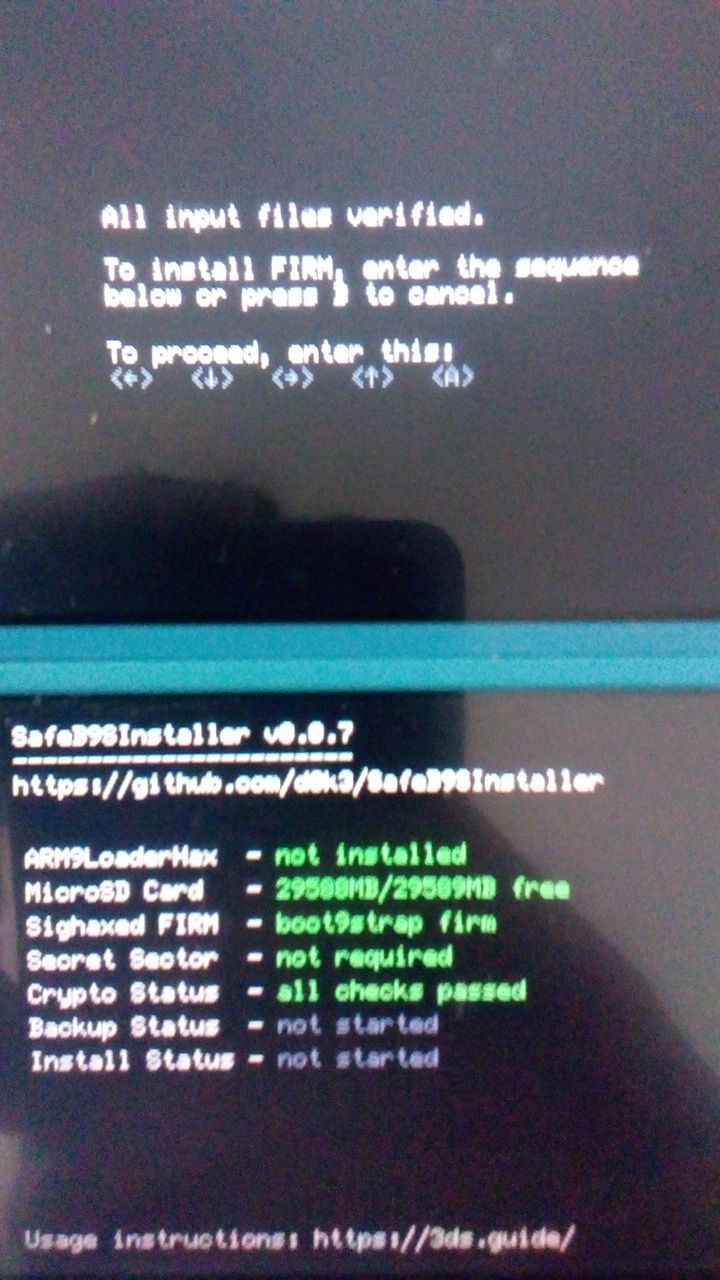 All input files verified.
To install FIRM, enter the sequence
below or press B to cancel.
To proceed, enter this:
<←> <↓> <→> <↑> <A>
SafeB9SInstaller v0.0.7
---------------------
https://github.com/d0k3/SafeB9SInstaller
ARM9LoaderHax - not installed
MicroSD Card - 29508MB/29509MB free
Sighaxed FIRM - boot9strap firm
Secret Sector - not required
Crypto Status - all checks passed
Backup Status - not started
Install Status - not started
Usage instructions: https://3ds.guide/